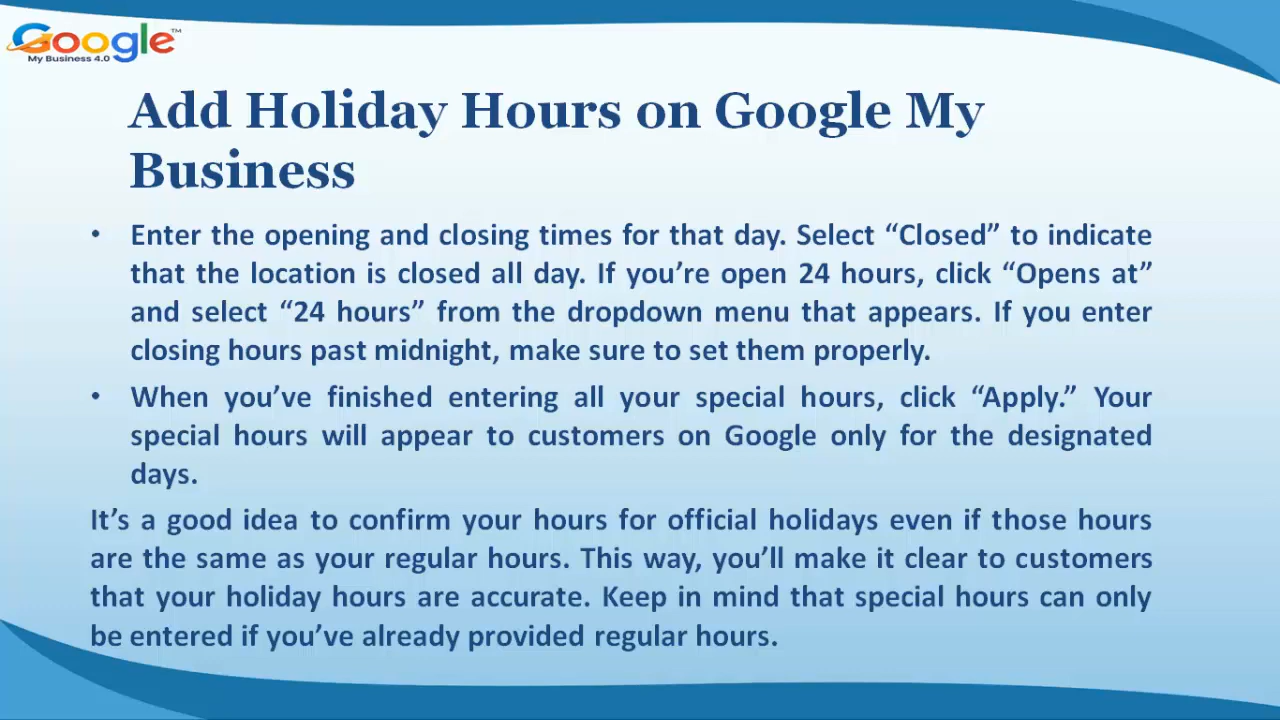 Google™
My Business 4.0
Add Holiday Hours on Google My
Business
• Enter the opening and closing times for that day. Select “Closed” to indicate
that the location is closed all day. If you’re open 24 hours, click “Opens at”
and select “24 hours” from the dropdown menu that appears. If you enter
closing hours past midnight, make sure to set them properly.
• When you’ve finished entering all your special hours, click “Apply.” Your
special hours will appear to customers on Google only for the designated
days.
It’s a good idea to confirm your hours for official holidays even if those hours
are the same as your regular hours. This way, you’ll make it clear to customers
that your holiday hours are accurate. Keep in mind that special hours can only
be entered if you’ve already provided regular hours.